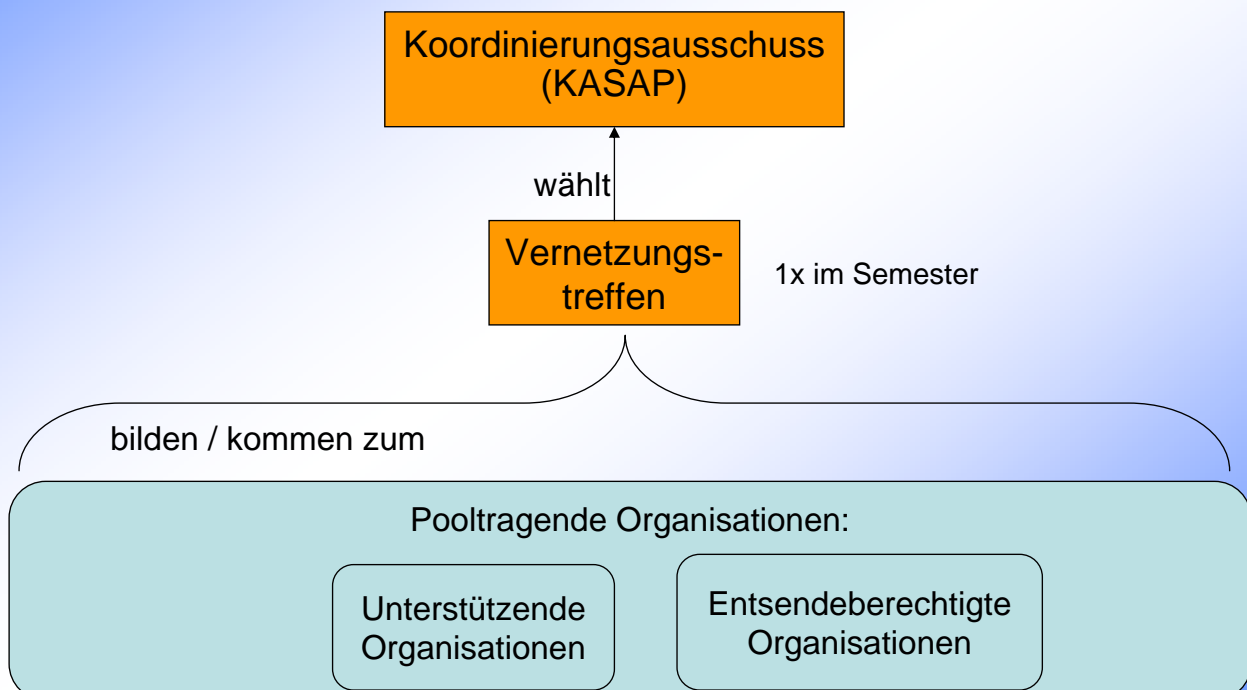 Koordinierungsausschuss
(KASAP)
wählt
Vernetzungs-
treffen
1x im Semester
bilden / kommen zum
Pooltragende Organisationen:
Unterstützende
Organisationen
Entsendeberechtigte
Organisationen